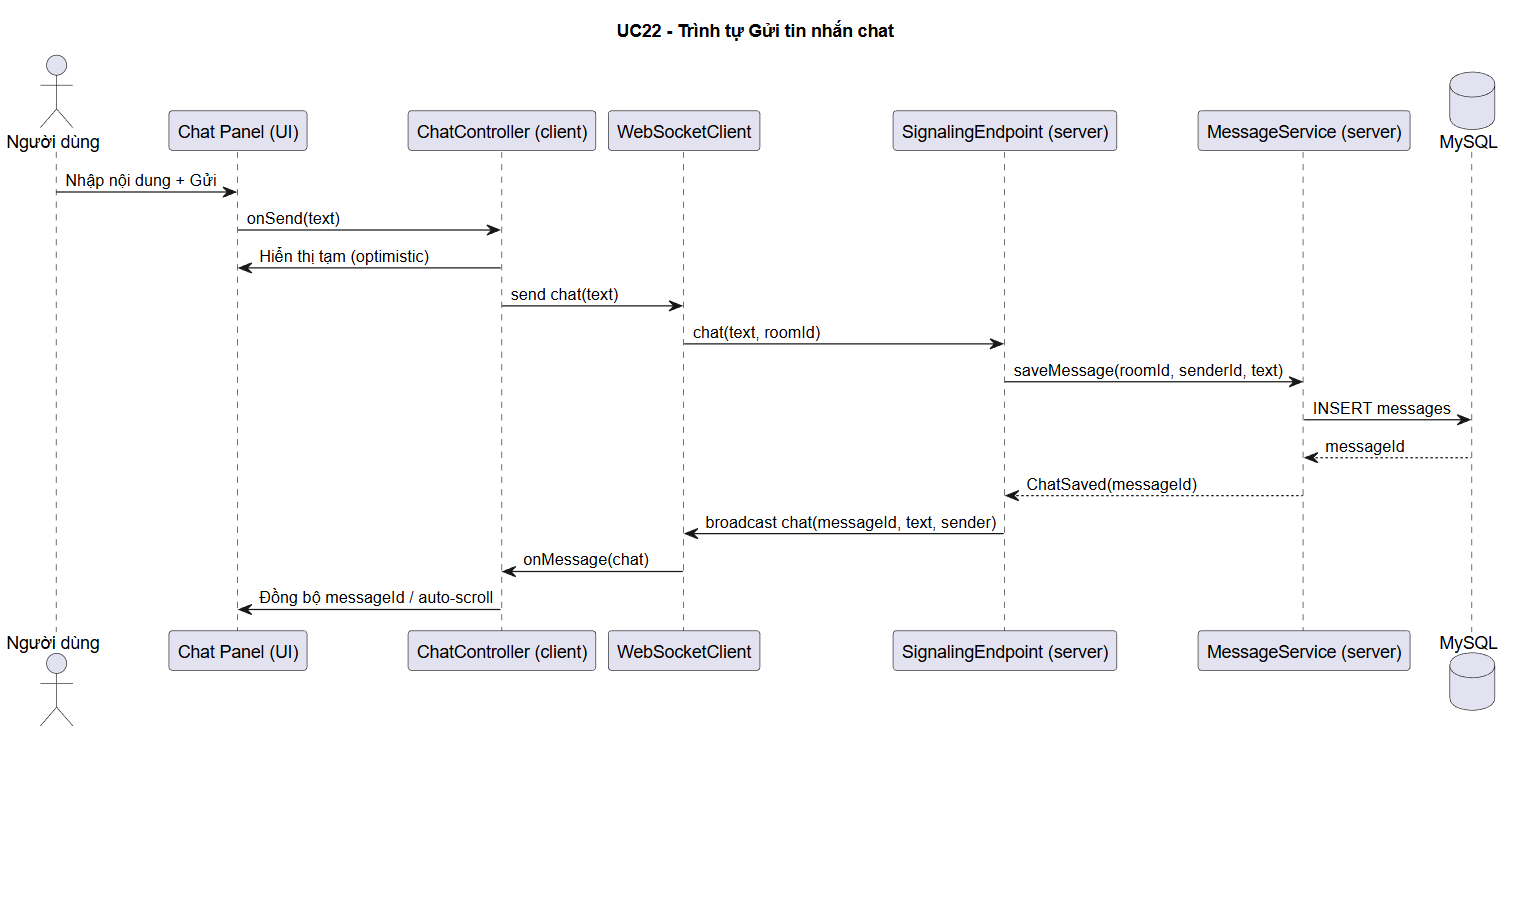 UC22 - Trình tự Gửi tin nhắn chat
Người dùng
Chat Panel (UI)
ChatController (client)
WebSocketClient
SignalingEndpoint (server)
MessageService (server)
MySQL
Nhập nội dung + Gửi
onSend(text)
Hiển thị tạm (optimistic)
send chat(text)
chat(text, roomId)
saveMessage(roomId, senderId, text)
INSERT messages
messageId
ChatSaved(messageId)
broadcast chat(messageId, text, sender)
onMessage(chat)
Đồng bộ messageId / auto-scroll
Người dùng
Chat Panel (UI)
ChatController (client)
WebSocketClient
SignalingEndpoint (server)
MessageService (server)
MySQL